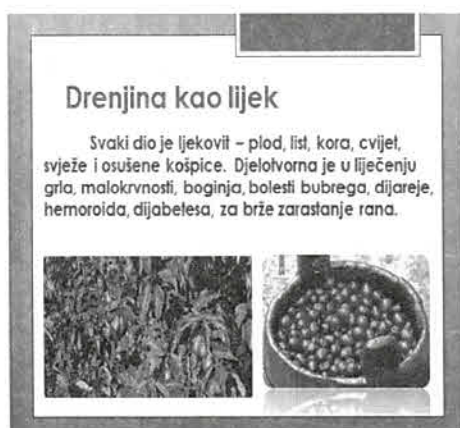 Drenjina kao lijek
Svaki dio je ljekovit – plod, list, kora, cvijet,
svježe i osušene košpice. Djelotvorna je u liječenju
grla, malokrvnosti, boginja, bolesti bubrega, dijareje,
hemoroida, dijabetesa, za brže zarastanje rana.